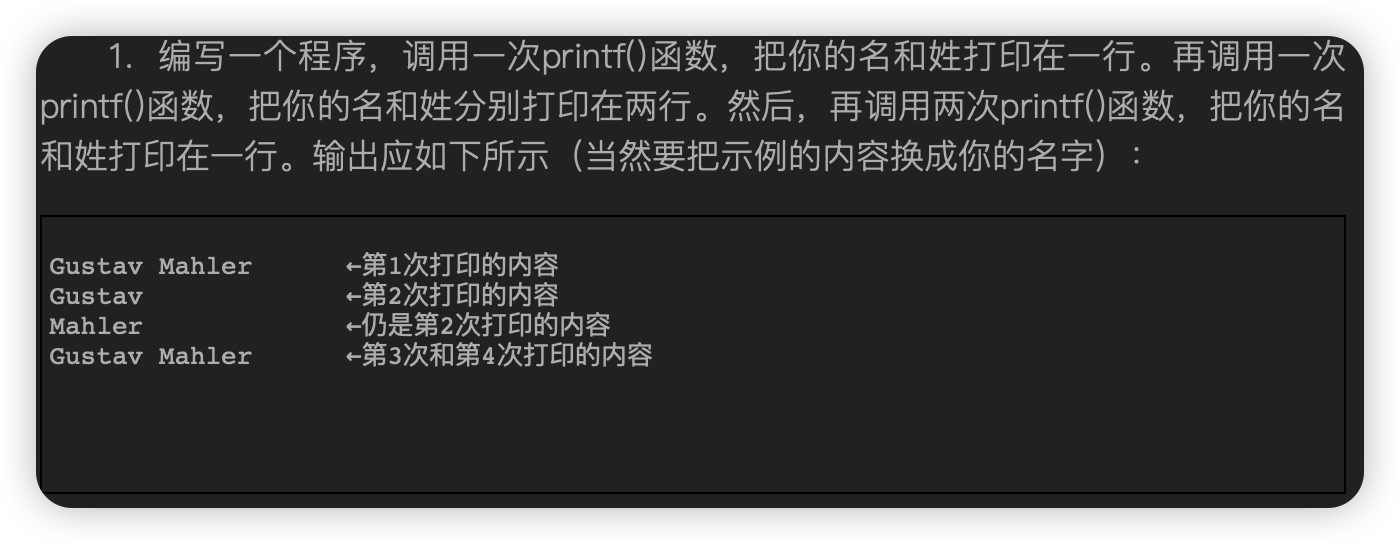 1. 编写一个程序，调用一次printf()函数，把你的名和姓打印在一行。再调用一次
printf()函数，把你的名和姓分别打印在两行。然后，再调用两次printf()函数，把你的名
和姓打印在一行。输出应如下所示（当然要把示例的内容换成你的名字）：
Gustav Mahler ←第1次打印的内容
Gustav ←第2次打印的内容
Mahler ←仍是第2次打印的内容
Gustav Mahler ←第3次和第4次打印的内容